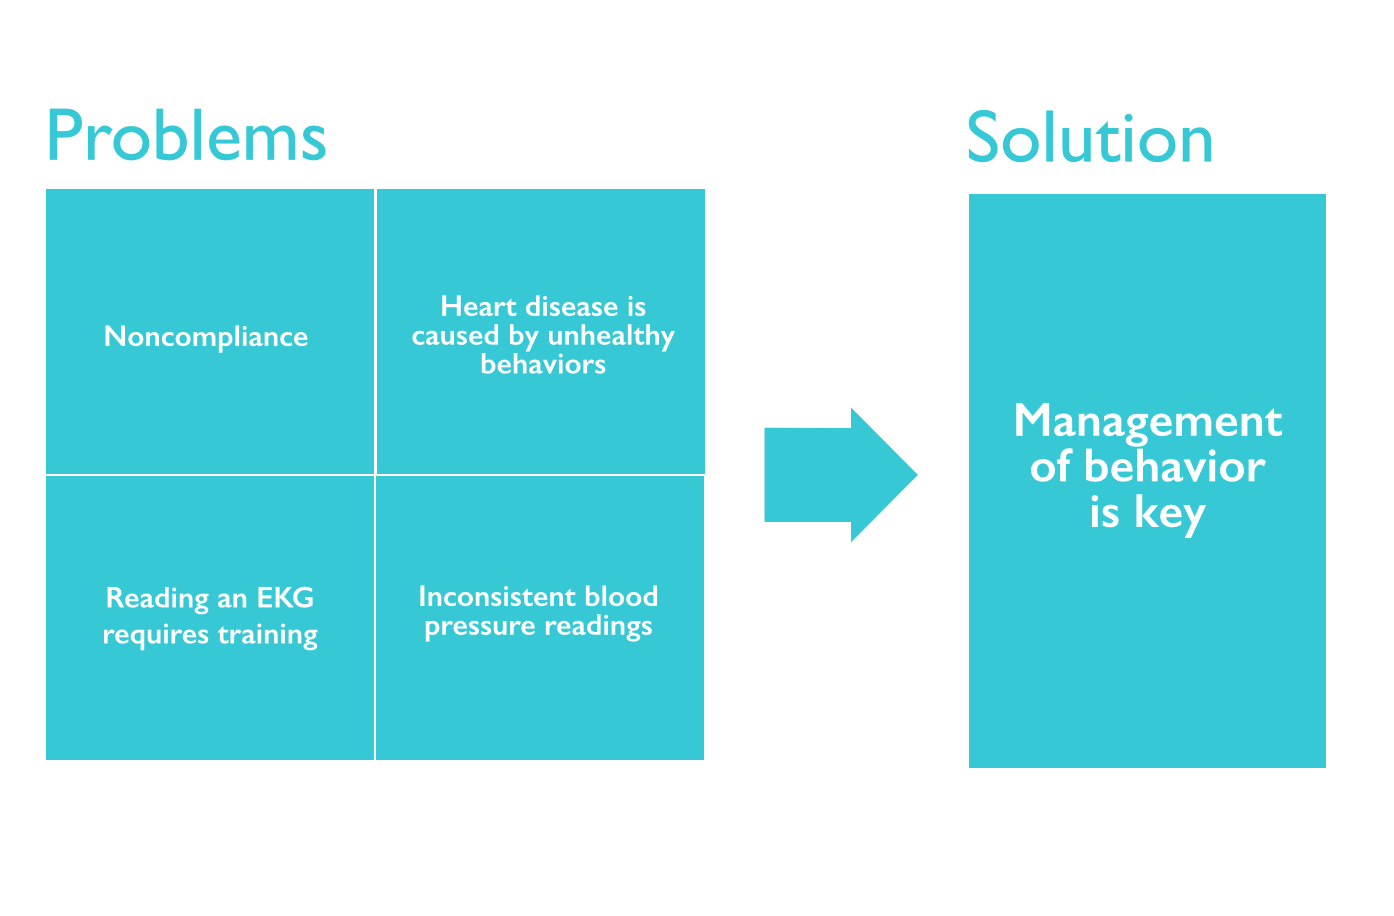 Problems
Solution
Noncompliance
Heart disease is
caused by unhealthy
behaviors
Reading an EKG
requires training
Inconsistent blood
pressure readings
Management
of behavior
is key